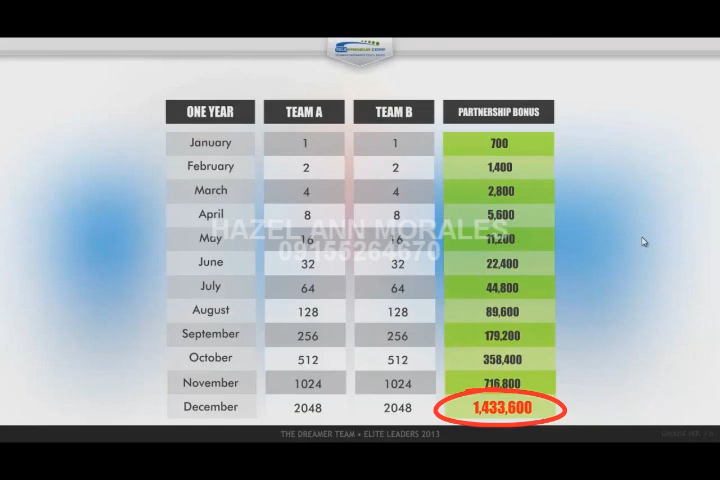 ONE YEAR TEAM A TEAM B PARTNERSHIP BONUS
January 1 1 700
February 2 2 1,400
March 4 4 2,800
April 8 8 5,600
HAZEL ANN MORALES
May 16 16 11,200
09155264670
June 32 32 22,400
July 64 64 44,800
August 128 128 89,600
September 256 256 179,200
October 512 512 358,400
November 1024 1024 716,800
December 2048 2048 1,433,600
THE DREAMER TEAM • ELITE LEADERS 2013